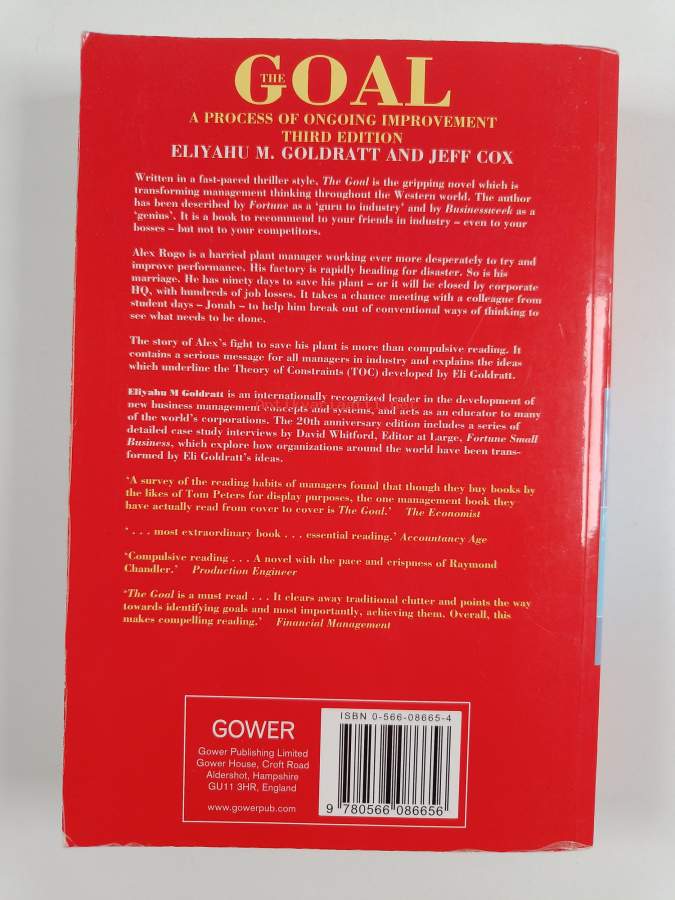 THE GOAL
A PROCESS OF ONGOING IMPROVEMENT
THIRD EDITION
ELIYAHU M. GOLDRATT AND JEFF COX
Written in a fast-paced thriller style, The Goal is the gripping novel which is
transforming management thinking throughout the Western world. The author
has been described by Fortune as a ‘guru to industry’ and by Businessweek as a
‘genius’. It is a book to recommend to your friends in industry – even to your
bosses – but not to your competitors.
Alex Rogo is a harried plant manager working ever more desperately to try and
improve performance. His factory is rapidly heading for disaster. So is his
marriage. He has ninety days to save his plant – or it will be closed by corporate
HQ, with hundreds of job losses. It takes a chance meeting with a colleague from
student days – Jonah – to help him break out of conventional ways of thinking to
see what needs to be done.
The story of Alex’s fight to save his plant is more than compulsive reading. It
contains a serious message for all managers in industry and explains the ideas
which underline the Theory of Constraints (TOC) developed by Eli Goldratt.
Eliyahu M Goldratt is an internationally recognized leader in the development of
new business management concepts and systems, and acts as an educator to many
of the world’s corporations. The 20th anniversary edition includes a series of
detailed case study interviews by David Whitford, Editor at Large, Fortune Small
Business, which explore how organizations around the world have been trans-
formed by Eli Goldratt’s ideas.
‘A survey of the reading habits of managers found that though they buy books by
the likes of Tom Peters for display purposes, the one management book they
have actually read from cover to cover is The Goal.’ The Economist
‘ . . . most extraordinary book . . . essential reading.’ Accountancy Age
‘Compulsive reading . . . A novel with the pace and crispness of Raymond
Chandler.’ Production Engineer
‘The Goal is a must read . . . It clears away traditional clutter and points the way
towards identifying goals and most importantly, achieving them. Overall, this
makes compelling reading.’ Financial Management
GOWER
Gower Publishing Limited
Gower House, Croft Road
Aldershot, Hampshire
GU11 3HR, England
www.gowerpub.com
ISBN 0-566-08665-4
9 780566 086656